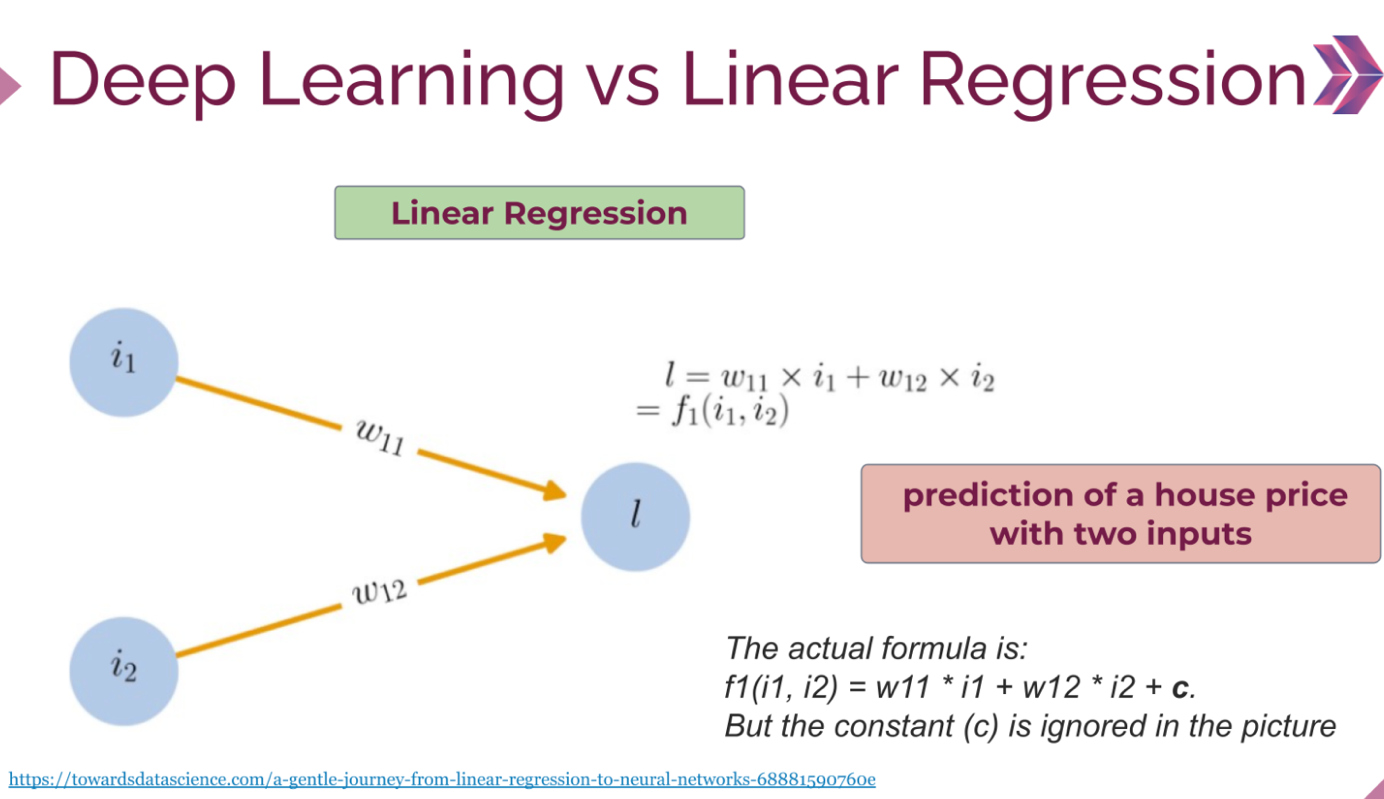 Deep Learning vs Linear Regression
Linear Regression
i₁
l = w₁₁ × i₁ + w₁₂ × i₂
= f₁(i₁, i₂)
w₁₁
prediction of a house price
with two inputs
l
w₁₂
i₂
The actual formula is:
f1(i1, i2) = w11 * i1 + w12 * i2 + c.
But the constant (c) is ignored in the picture
https://towardsdatascience.com/a-gentle-journey-from-linear-regression-to-neural-networks-68881590760e